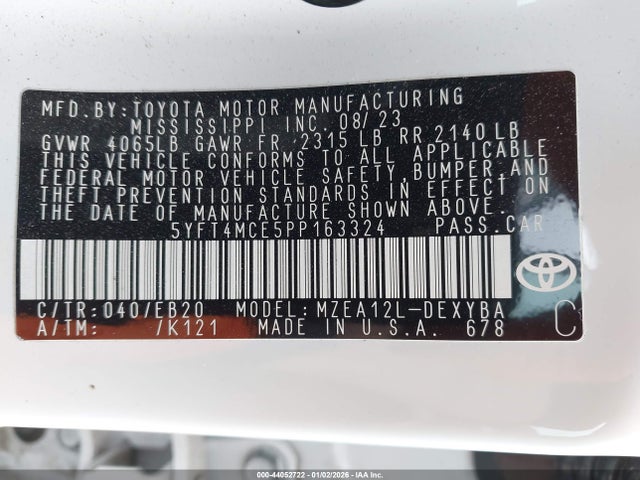 MFD. BY: TOYOTA MOTOR MANUFACTURING
MISSISSIPPI INC. 08/23
GVWR 4065LB GAWR FR 2315 LB RR 2140 LB
THIS VEHICLE CONFORMS TO ALL APPLICABLE
FEDERAL MOTOR VEHICLE SAFETY, BUMPER, AND
THEFT PREVENTION STANDARDS IN EFFECT ON
THE DATE OF MANUFACTURE SHOWN ABOVE.
5YFT4MCE5PP163324 PASS. CAR
C/TR: 040/EB20 MODEL: MZEA12L-DEXYBA
A/TM: /K121 MADE IN U.S.A. 678 C
000-44052722 - 01/02/2026 - IAAI.CA